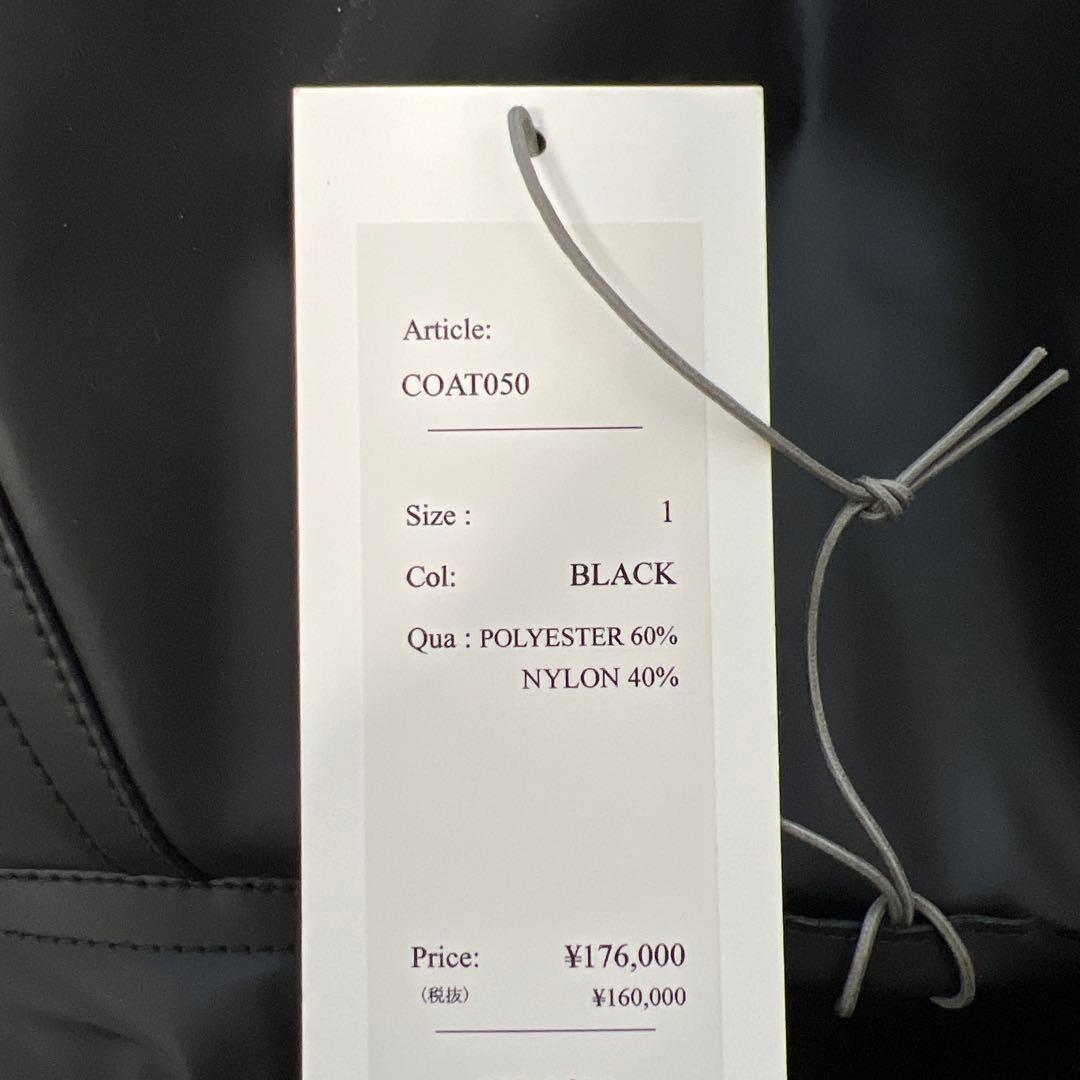 Article:
COAT050
Size : 1
Col: BLACK
Qua : POLYESTER 60%
NYLON 40%
Price: ¥176,000
(税抜) ¥160,000